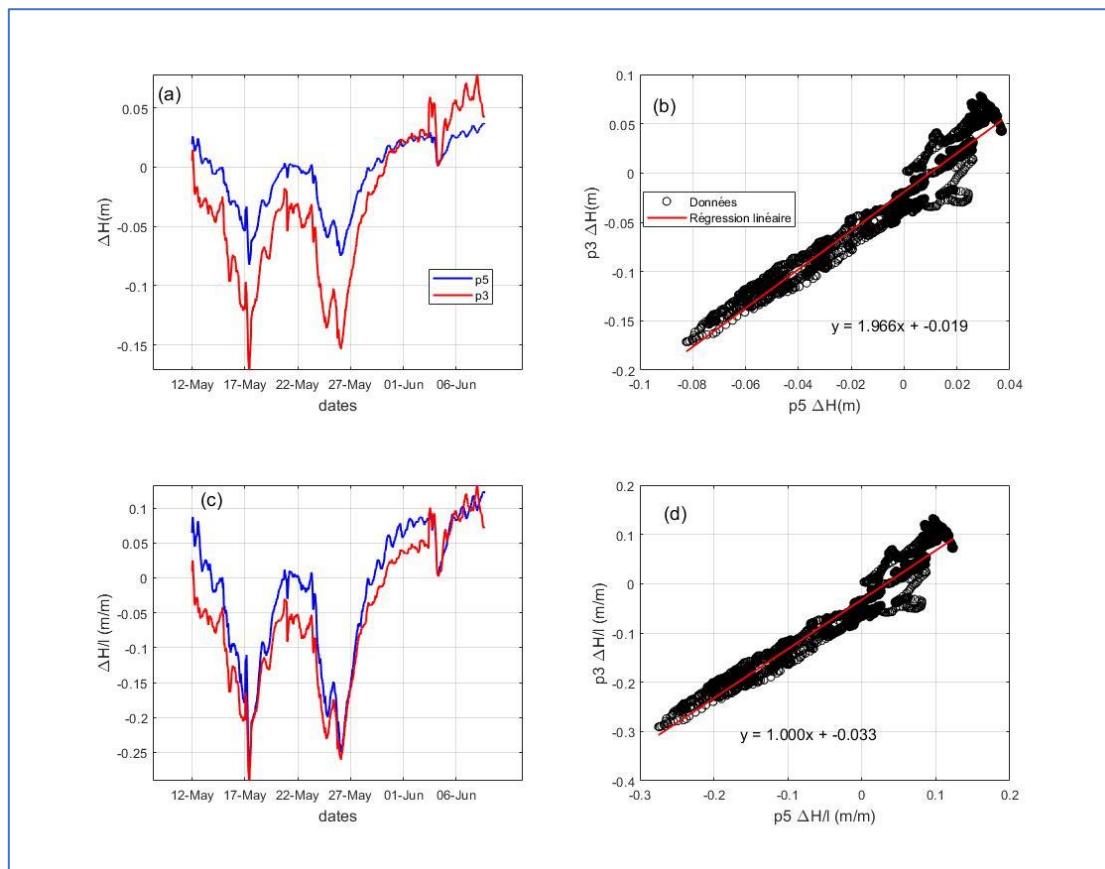 (a)
0.05
0
-0.05
-0.1
-0.15
ΔH(m)
p5
p3
12-May 17-May 22-May 27-May 01-Jun 06-Jun
dates
(b)
0.1
0.05
0
-0.05
-0.1
-0.15
-0.2
p3 ΔH(m)
Données
Régression linéaire
y = 1.966x + -0.019
-0.1 -0.08 -0.06 -0.04 -0.02 0 0.02 0.04
p5 ΔH(m)
(c)
0.1
0.05
0
-0.05
-0.1
-0.15
-0.2
-0.25
ΔH/l (m/m)
12-May 17-May 22-May 27-May 01-Jun 06-Jun
dates
(d)
0.2
0.1
0
-0.1
-0.2
-0.3
-0.4
p3 ΔH/l (m/m)
y = 1.000x + -0.033
-0.3 -0.2 -0.1 0 0.1 0.2
p5 ΔH/l (m/m)